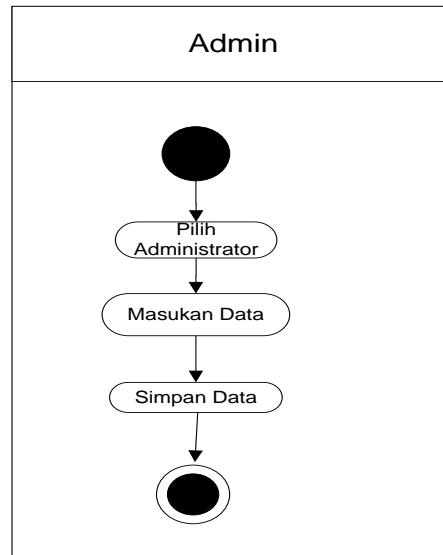 Admin
Pilih
Administrator
Masukan Data
Simpan Data